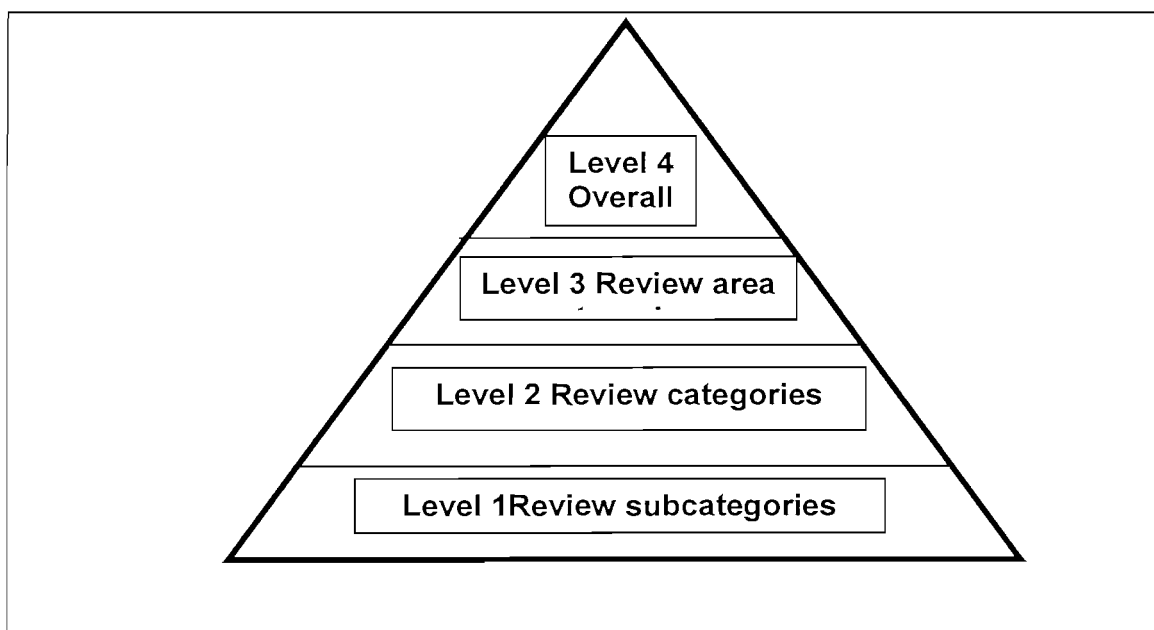 Level 4
Overall
Level 3 Review area
Level 2 Review categories
Level 1Review subcategories